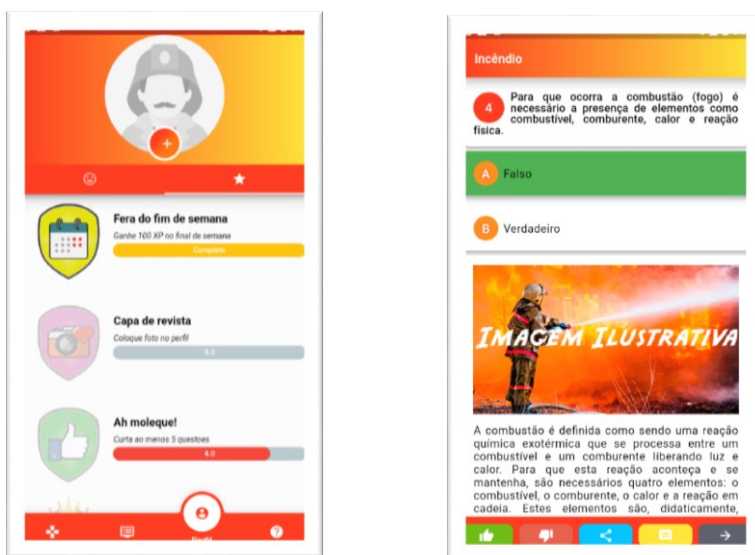 Fera do fim de semana
Ganhe 100 XP no final de semana
Completo
Capa de revista
Coloque foto no perfil
0.0
Ah moleque!
Curta ao menos 5 questoes
4.0
Incêndio
4
Para que ocorra a combustão (fogo) é
necessário a presença de elementos como
combustível, comburente, calor e reação
física.
A Falso
B Verdadeiro
IMAGEM ILUSTRATIVA
A combustão é definida como sendo uma reação
química exotérmica que se processa entre um
combustível e um comburente liberando luz e
calor. Para que esta reação aconteça e se
mantenha, são necessários quatro elementos: o
combustível, o comburente, o calor e a reação em
cadeia. Estes elementos são, didaticamente,